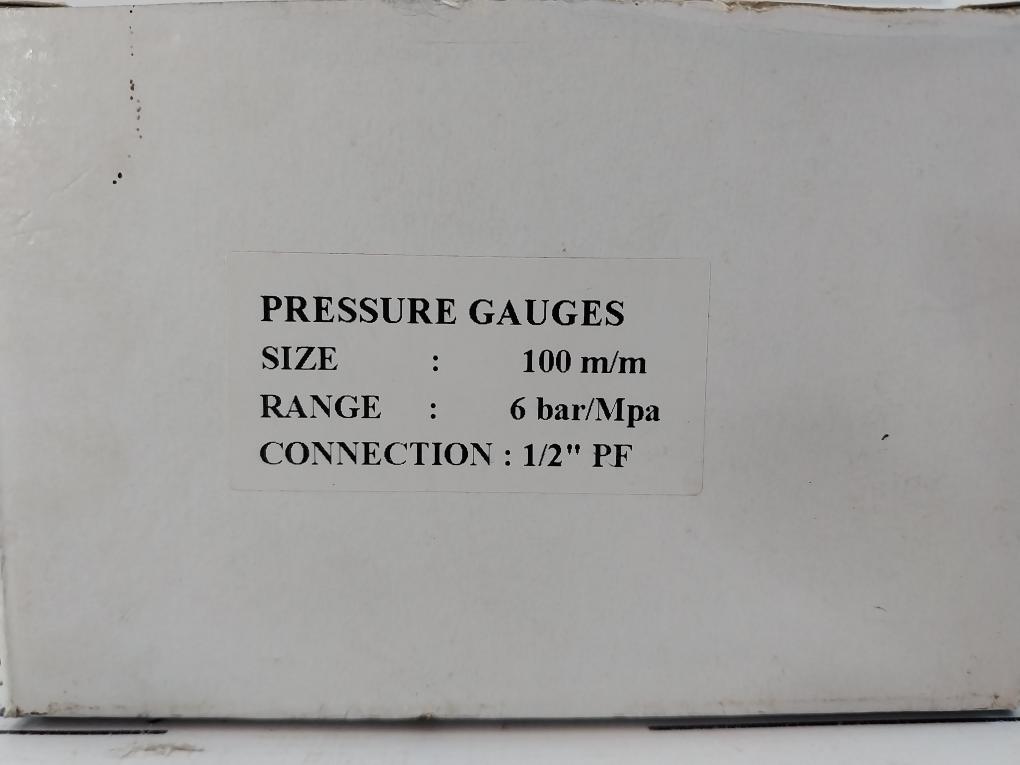 PRESSURE GAUGES
SIZE : 100 m/m
RANGE : 6 bar/Mpa
CONNECTION : 1/2" PF